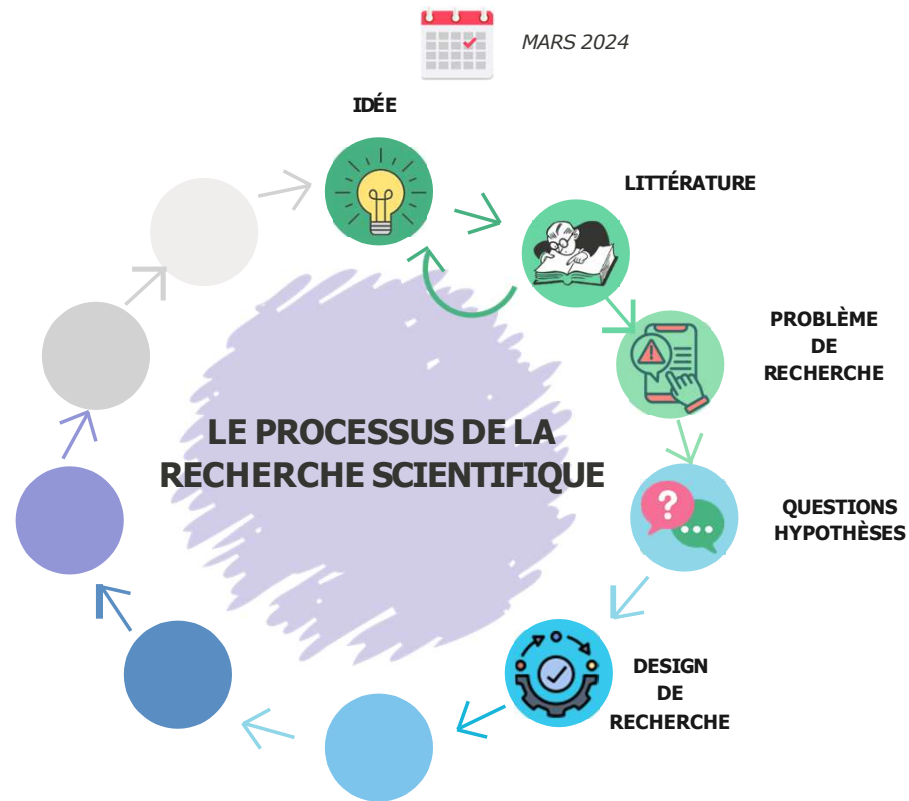 MARS 2024
IDÉE
LITTÉRATURE
PROBLÈME
DE
RECHERCHE
LE PROCESSUS DE LA
RECHERCHE SCIENTIFIQUE
QUESTIONS
HYPOTHÈSES
DESIGN
DE
RECHERCHE